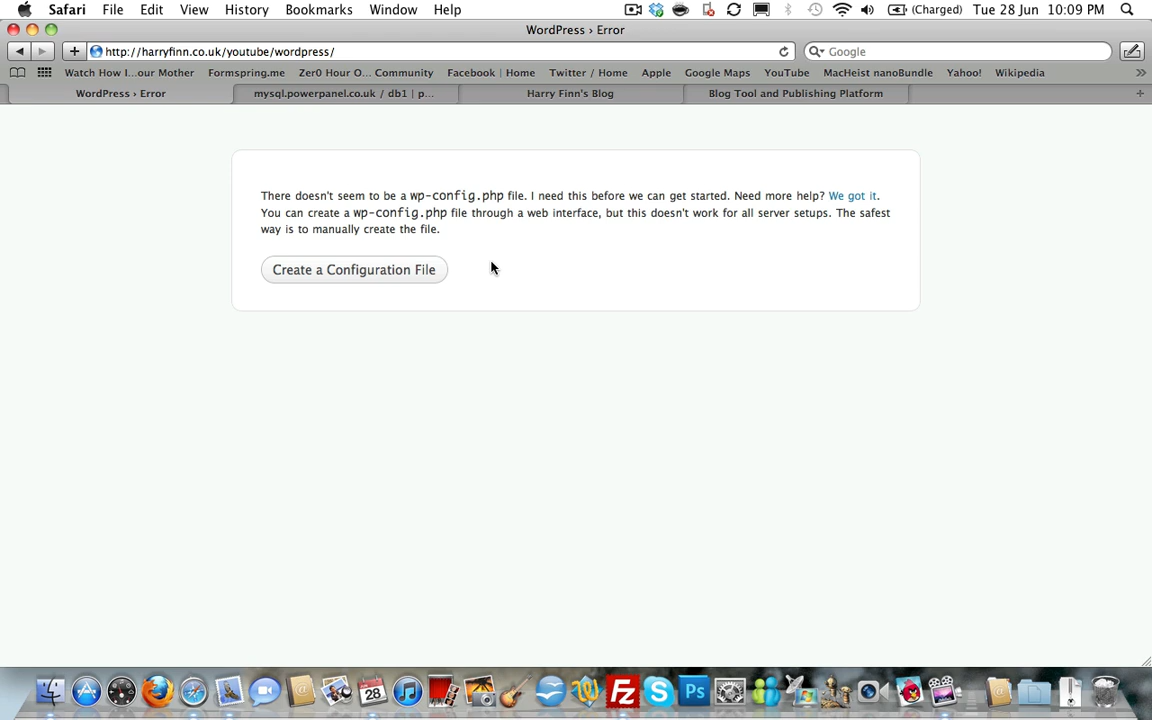 Safari File Edit View History Bookmarks Window Help (Charged) Tue 28 Jun 10:09 PM
WordPress › Error
http://harryfinn.co.uk/youtube/wordpress/ Google
Watch How I...our Mother Formspring.me Zer0 Hour O... Community Facebook | Home Twitter / Home Apple Google Maps YouTube MacHeist nanoBundle Yahoo! Wikipedia
WordPress › Error mysql.powerpanel.co.uk / db1 | p... Harry Finn's Blog Blog Tool and Publishing Platform
There doesn't seem to be a wp-config.php file. I need this before we can get started. Need more help? We got it.
You can create a wp-config.php file through a web interface, but this doesn't work for all server setups. The safest
way is to manually create the file.
Create a Configuration File
28 Fz Ps